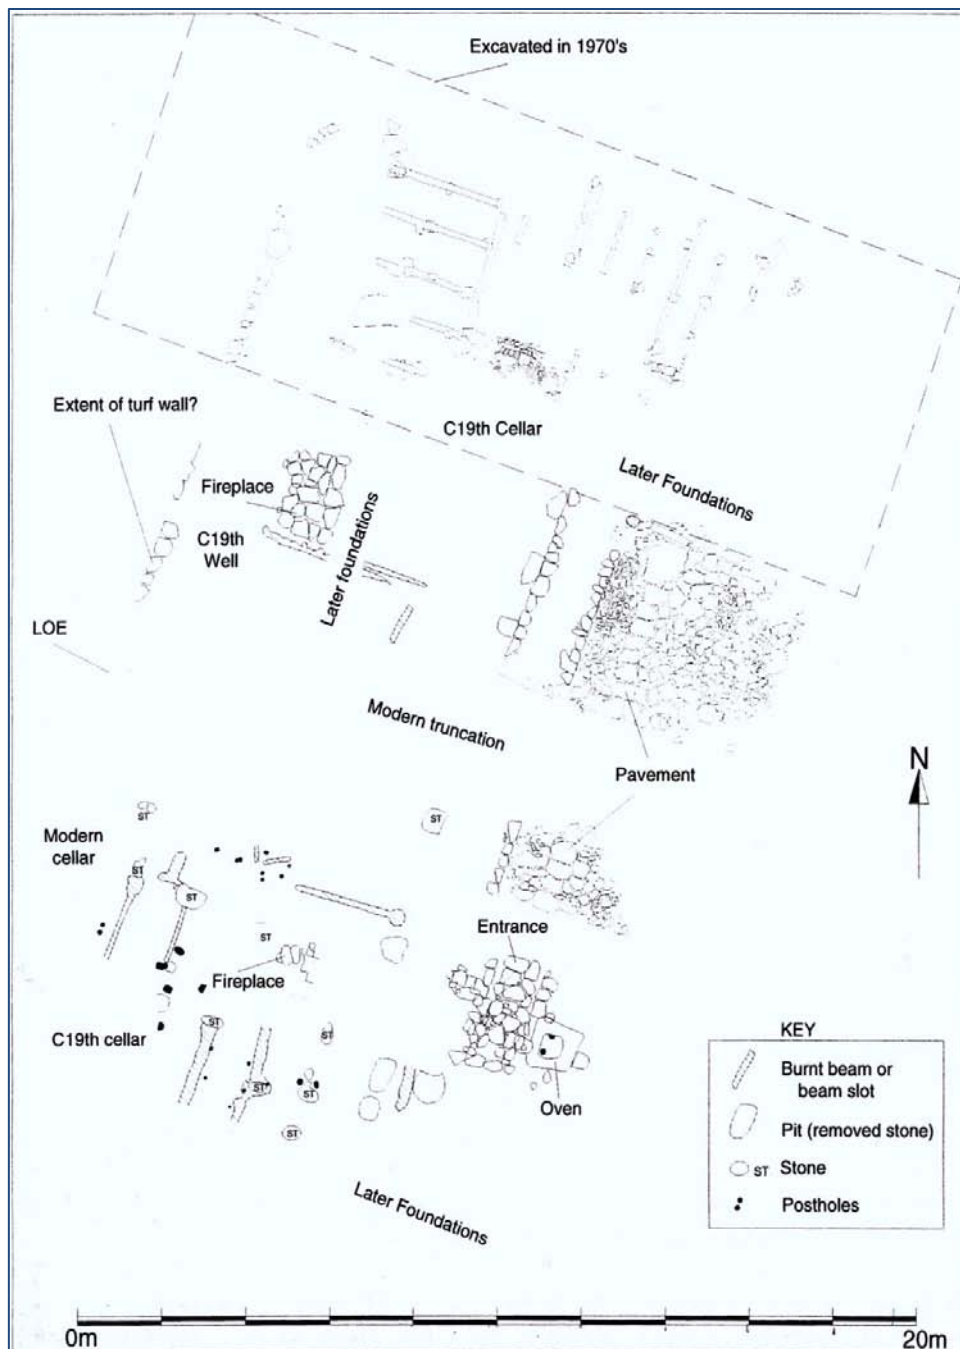 Excavated in 1970's
Extent of turf wall?
C19th Cellar
Later Foundations
Fireplace
C19th
Well
Later foundations
LOE
Modern truncation
N
Pavement
ST
ST
Modern
cellar
ST
ST
Entrance
ST
Fireplace
C19th cellar
ST
ST
KEY
Burnt beam or
beam slot
ST?
ST
Oven
Pit (removed stone)
ST
ST Stone
Later Foundations
Postholes
0m
20m